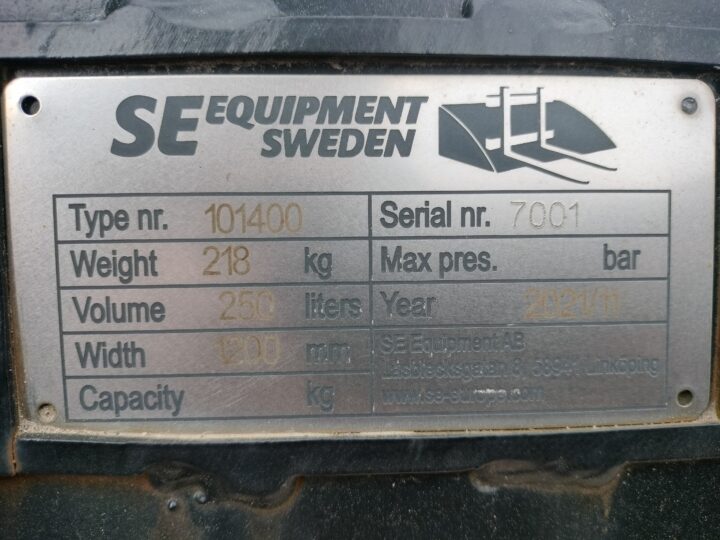 SE EQUIPMENT
SWEDEN
Type nr. 101400 Serial nr. 7001
Weight 218 kg Max pres. bar
Volume 250 liters Year 2021/11
Width 1200 mm SE Equipment AB
Linköping
Capacity kg www.se-europe.com